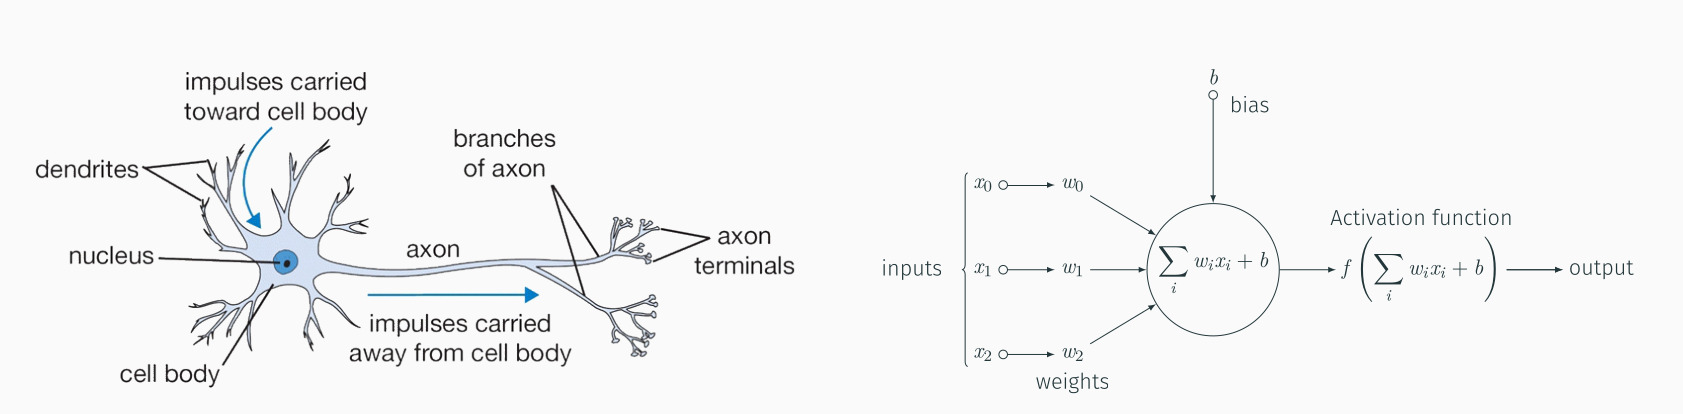 impulses carried
toward cell body
dendrites
nucleus
cell body
axon
impulses carried
away from cell body
branches
of axon
axon
terminals
b
bias
inputs
x₀ w₀
x₁ w₁
x₂ w₂
weights
∑ᵢ wᵢxᵢ + b
Activation function
f(∑ᵢ wᵢxᵢ + b)
output